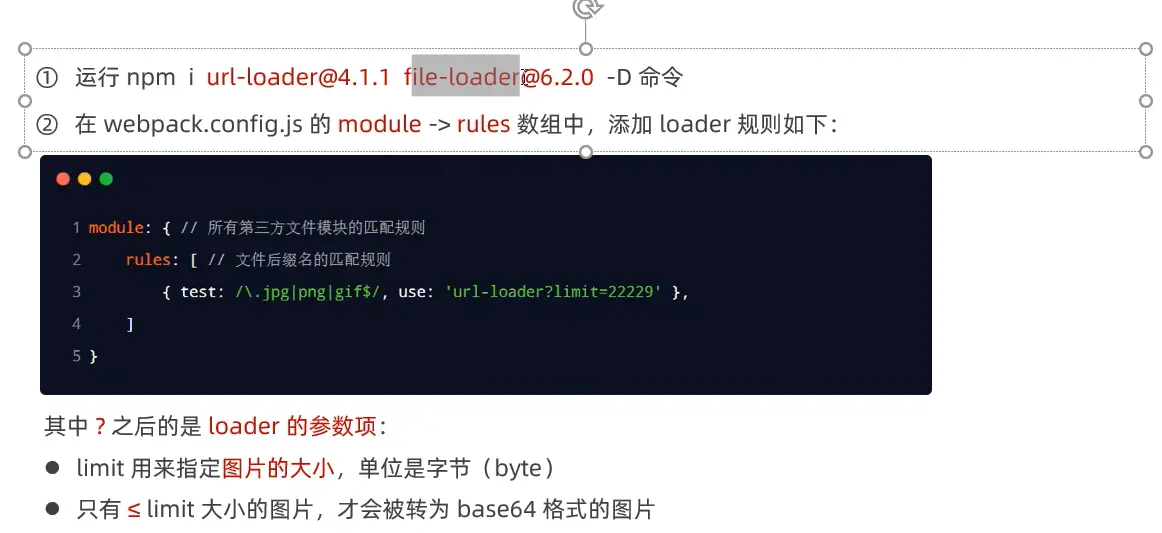 ① 运行 npm i url-loader@4.1.1 file-loader@6.2.0 -D 命令
② 在 webpack.config.js 的 module -> rules 数组中，添加 loader 规则如下：
1 module: { // 所有第三方文件模块的匹配规则
2     rules: [ // 文件后缀名的匹配规则
3         { test: /\.jpg|png|gif$/, use: 'url-loader?limit=22229' },
4     ]
5 }
其中 ? 之后的是 loader 的参数项：
● limit 用来指定图片的大小，单位是字节（byte）
● 只有 ≤ limit 大小的图片，才会被转为 base64 格式的图片